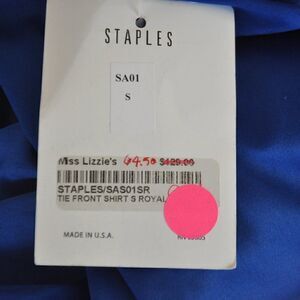 STAPLES
SA01
S
Miss Lizzie's 64.50 $129.00
STAPLES/SAS01SR
TIE FRONT SHIRT S ROYAL
MADE IN U.S.A.